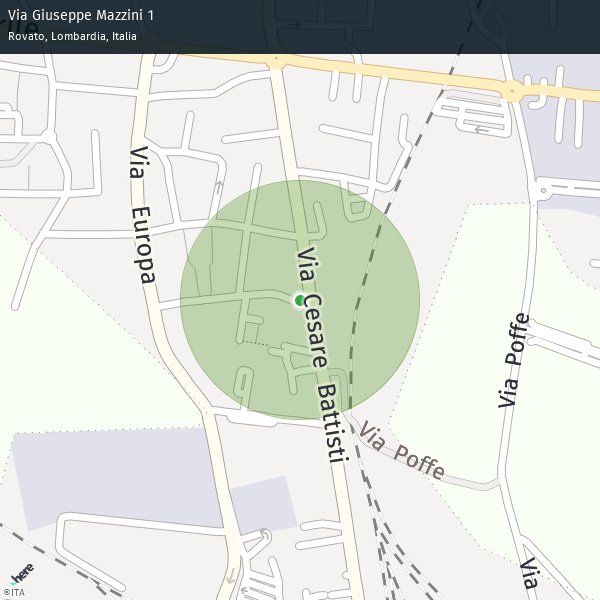 Via Giuseppe Mazzini 1
Rovato, Lombardia, Italia
Via Europa
Via Cesare Battisti
Via Poffe
Via Poffe
Via
here
©ITA